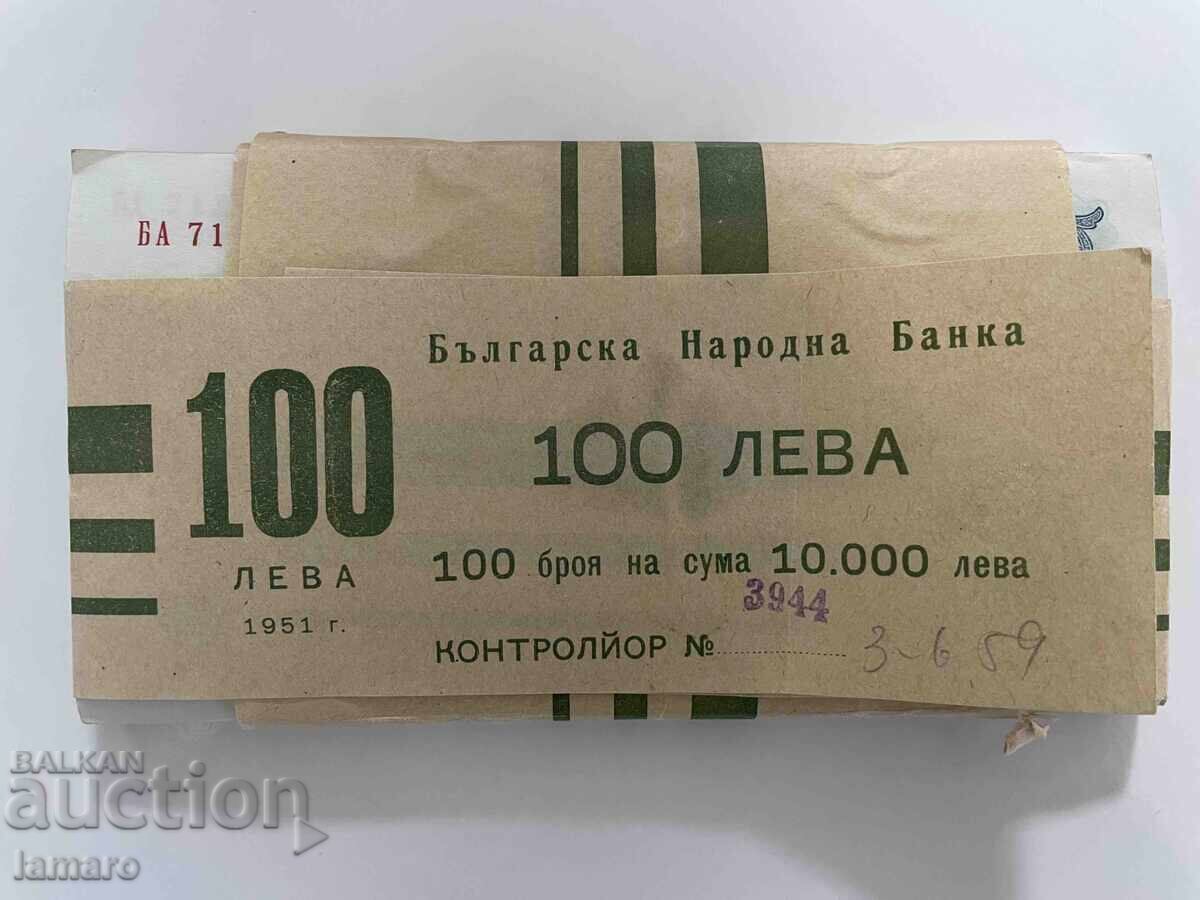 БА 71
Българска Народна Банка
100
100 ЛЕВА
ЛЕВА
1951 г.
100 броя на сума 10.000 лева
3944
КОНТРОЛЙОР №
3-6 59
BALKAN
auction
lamaro